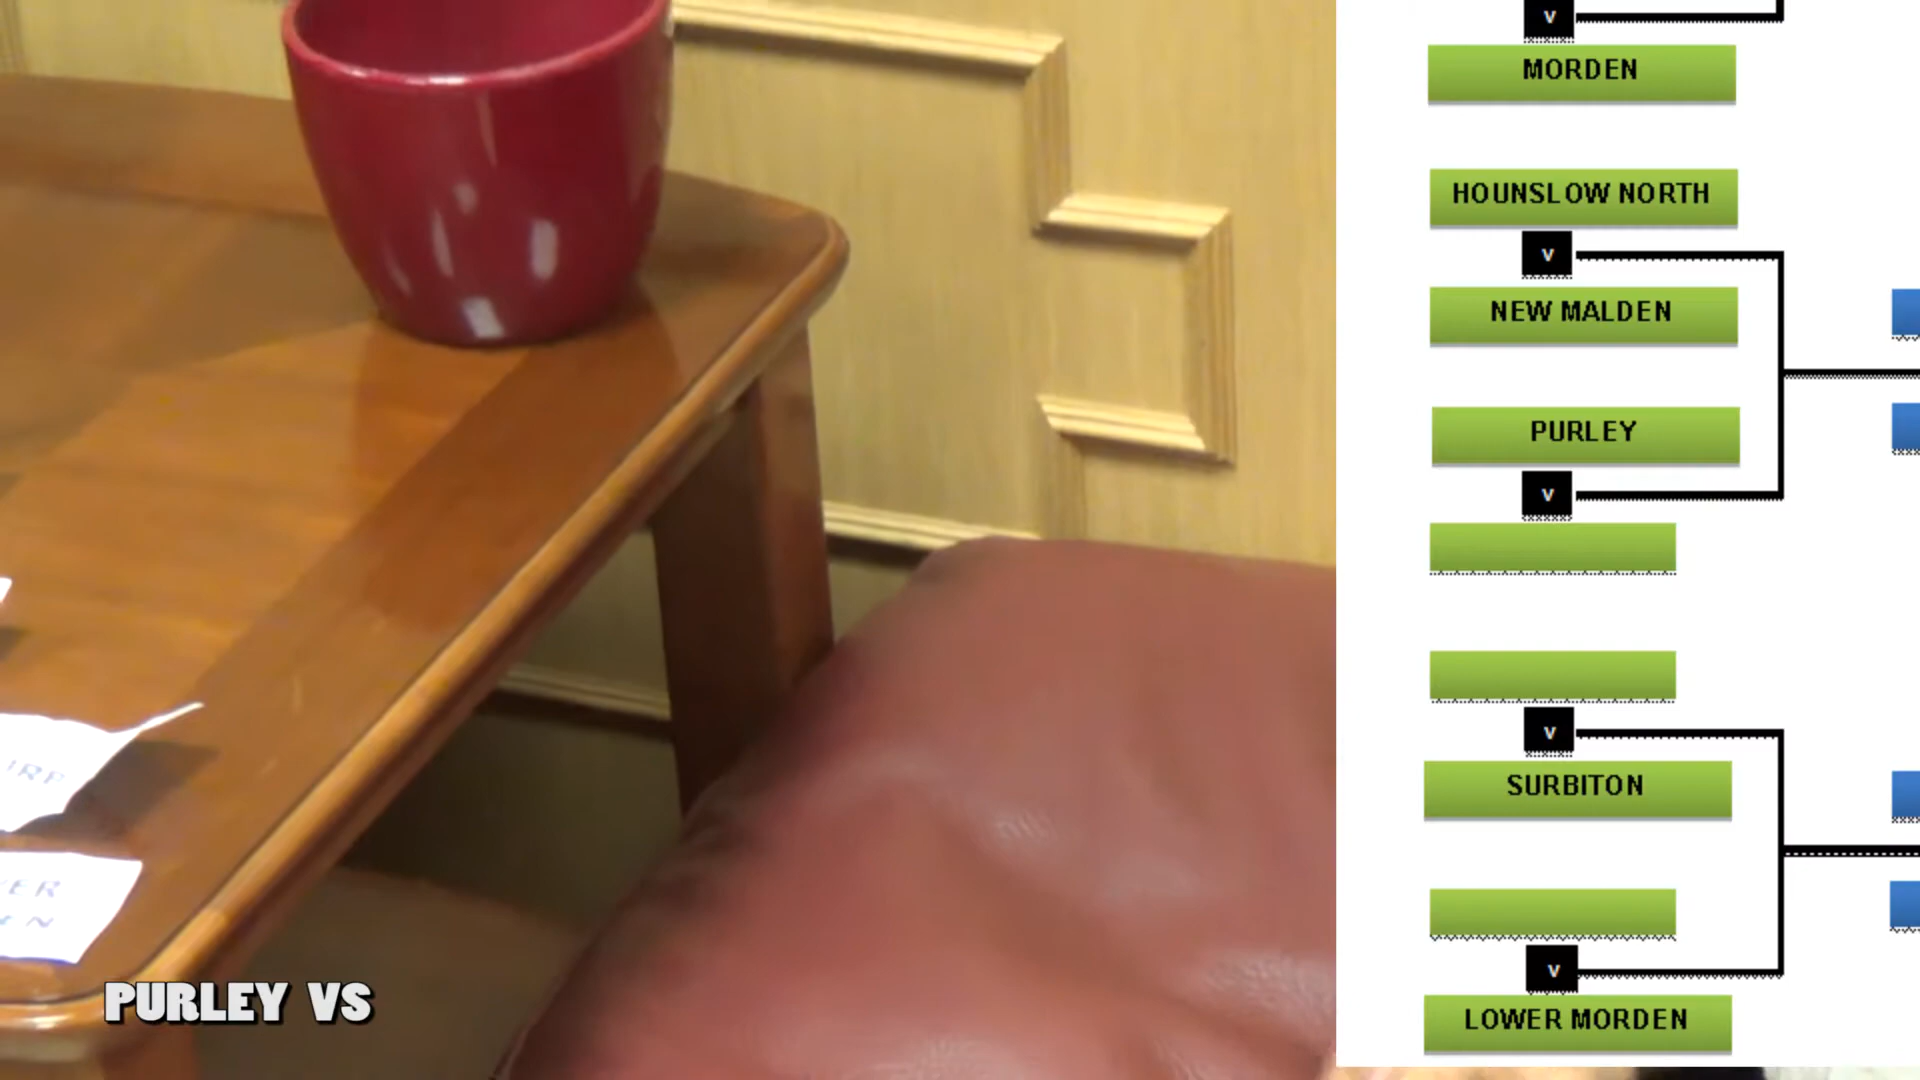 V
MORDEN
HOUNSLOW NORTH
V
NEW MALDEN
PURLEY
V
V
SURBITON
V
LOWER MORDEN
PURLEY VS